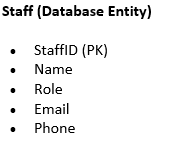 Staff (Database Entity)
• StaffID (PK)
• Name
• Role
• Email
• Phone